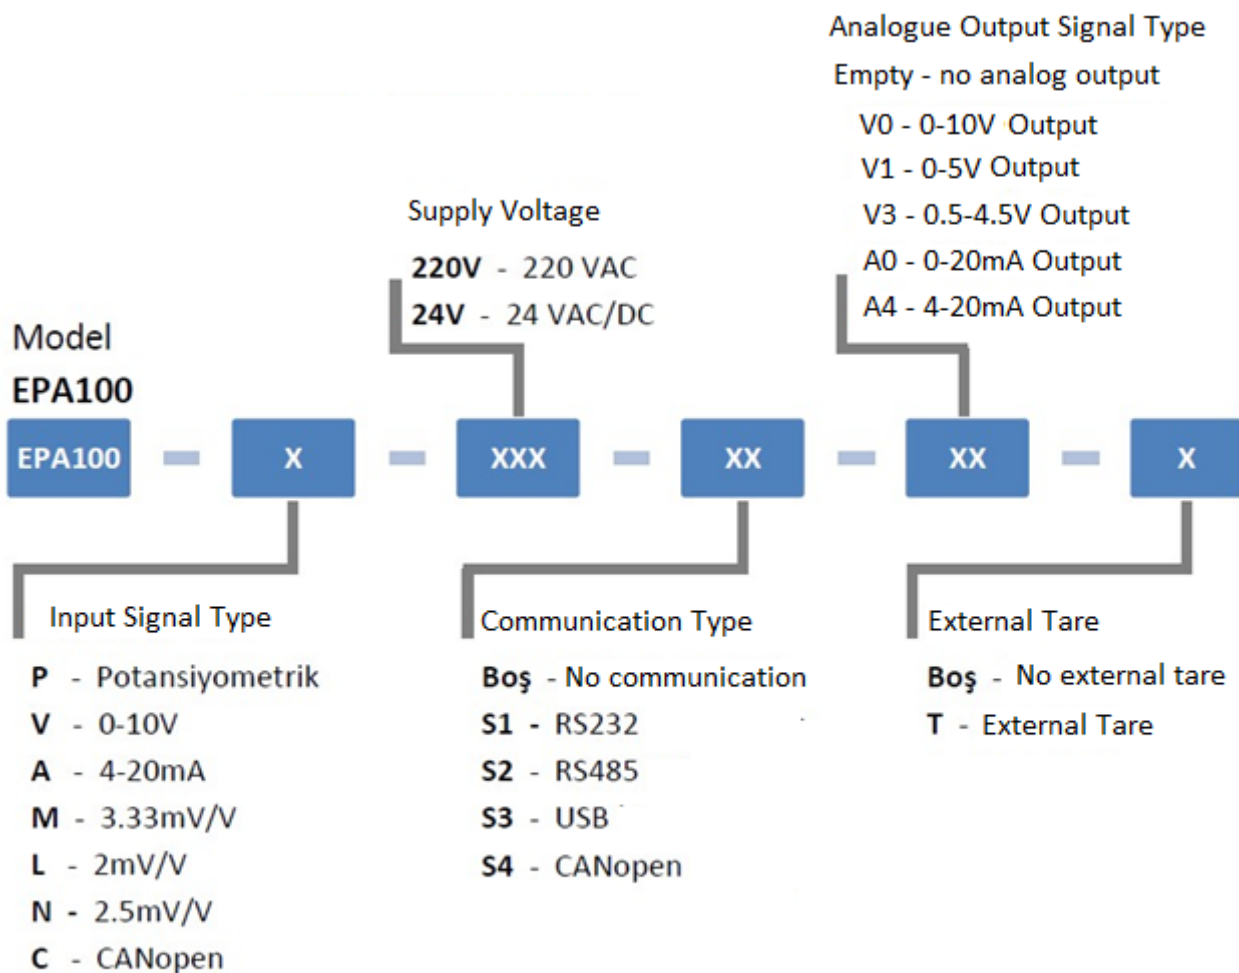 Analogue Output Signal Type
Empty - no analog output
V0 - 0-10V Output
V1 - 0-5V Output
V3 - 0.5-4.5V Output
A0 - 0-20mA Output
A4 - 4-20mA Output
Supply Voltage
220V - 220 VAC
24V - 24 VAC/DC
Model
EPA100
EPA100 - X - XXX - XX - XX - X
Input Signal Type
P - Potansiyometrik
V - 0-10V
A - 4-20mA
M - 3.33mV/V
L - 2mV/V
N - 2.5mV/V
C - CANopen
Communication Type
Boş - No communication
S1 - RS232
S2 - RS485
S3 - USB
S4 - CANopen
External Tare
Boş - No external tare
T - External Tare